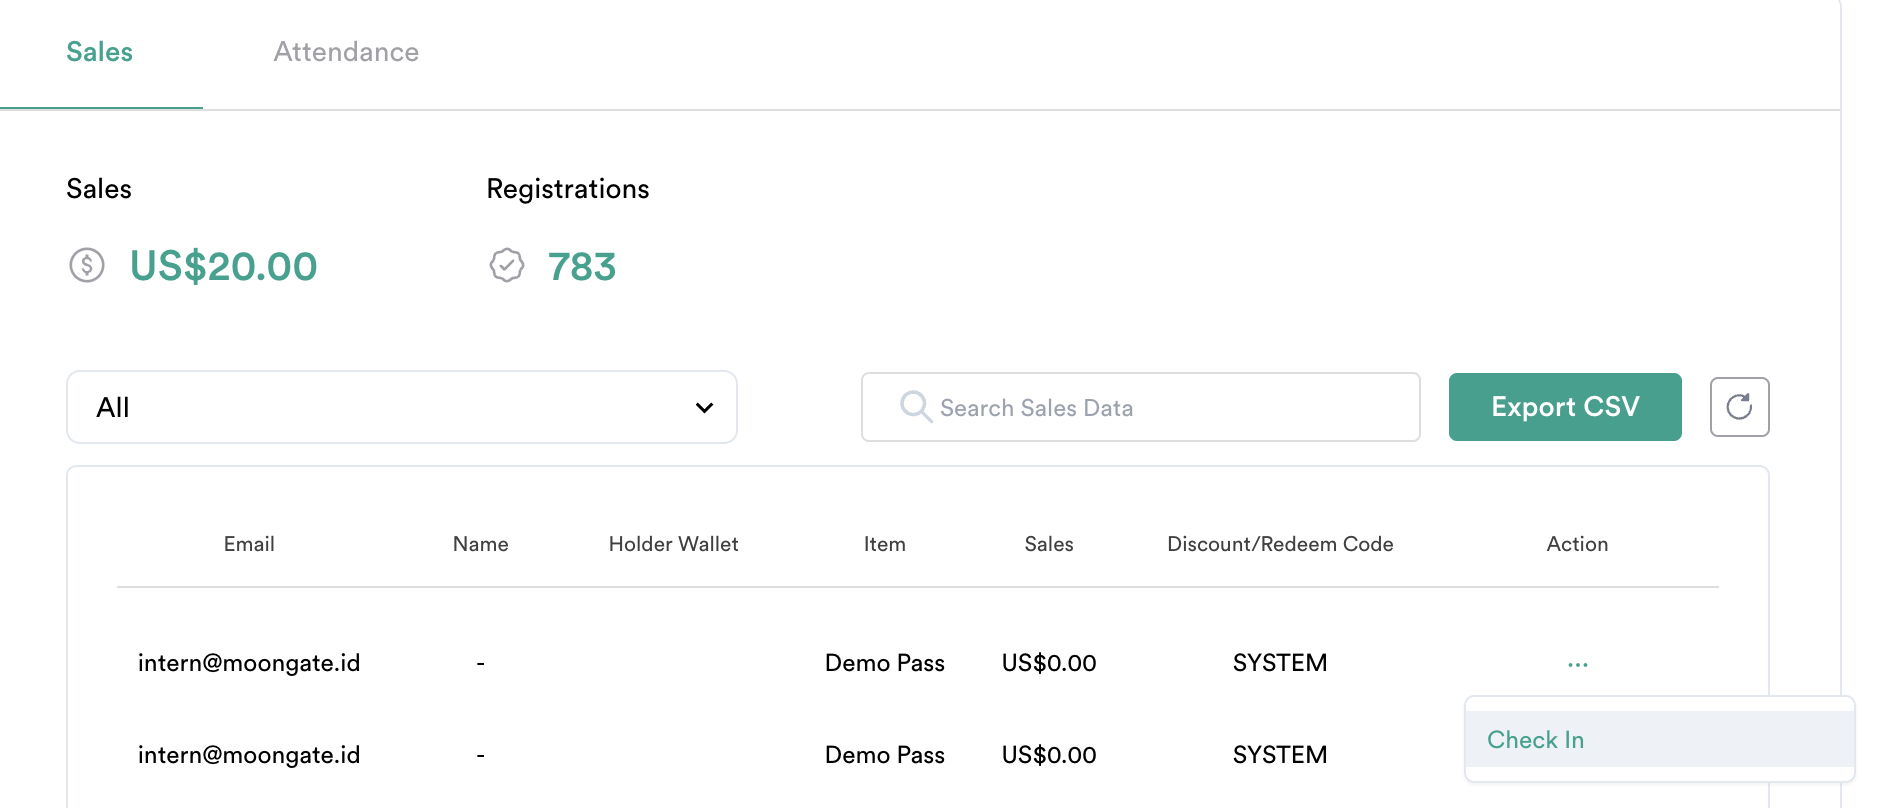 Sales Attendance
Sales Registrations
US$20.00 783
All Search Sales Data Export CSV
Email Name Holder Wallet Item Sales Discount/Redeem Code Action
intern@moongate.id - Demo Pass US$0.00 SYSTEM ...
Check In
intern@moongate.id - Demo Pass US$0.00 SYSTEM